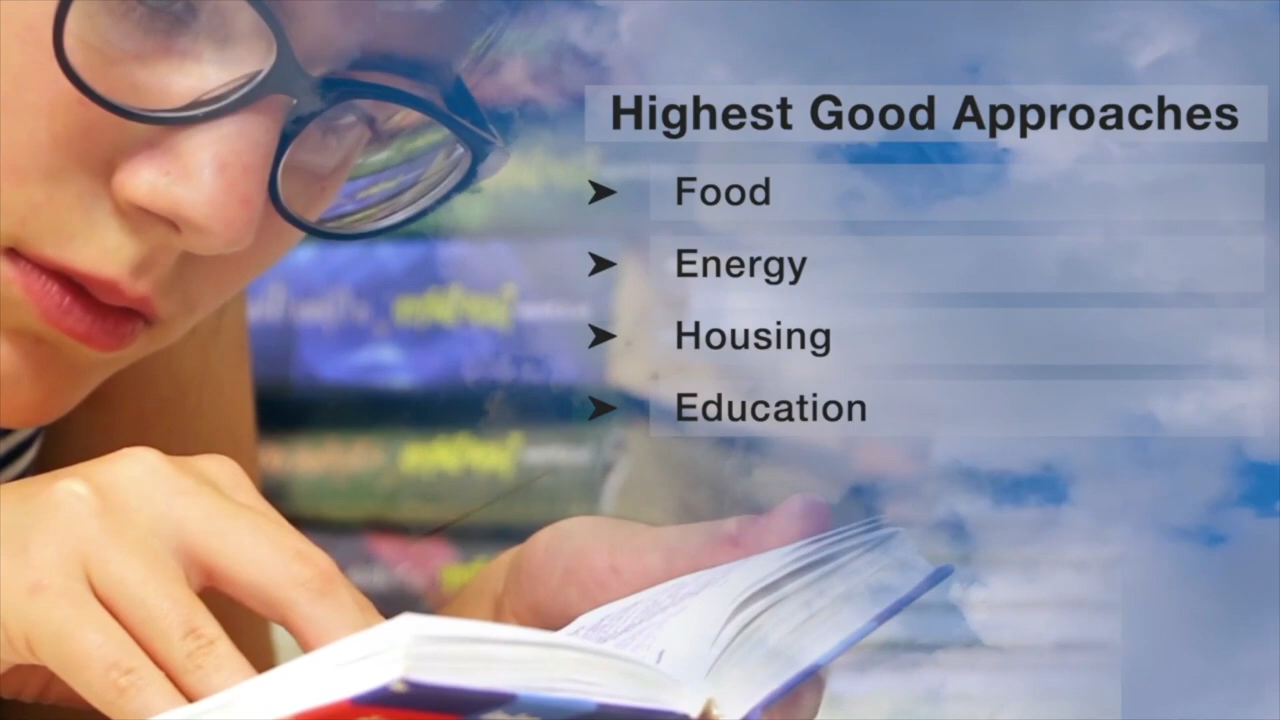 Highest Good Approaches
➤ Food
➤ Energy
➤ Housing
➤ Education